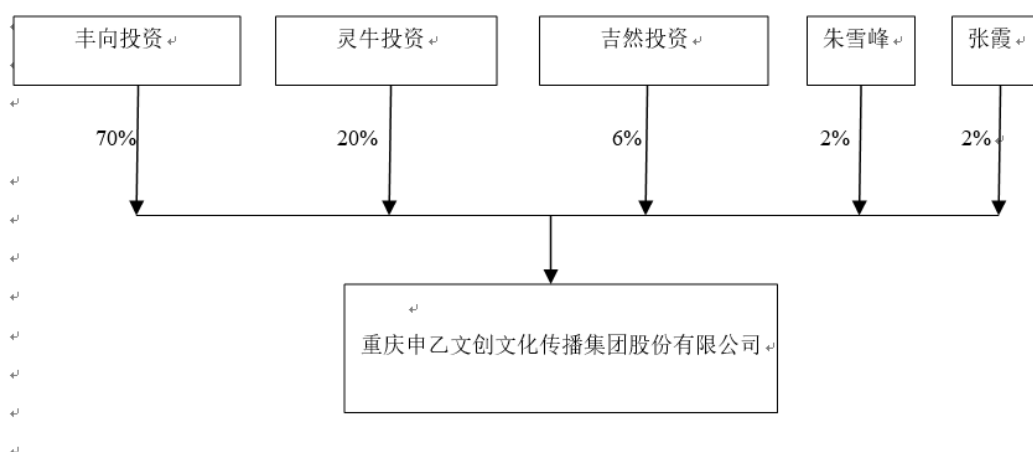 丰向投资
灵牛投资
吉然投资
朱雪峰
张霞
70%
20%
6%
2%
2%
重庆申乙文创文化传播集团股份有限公司